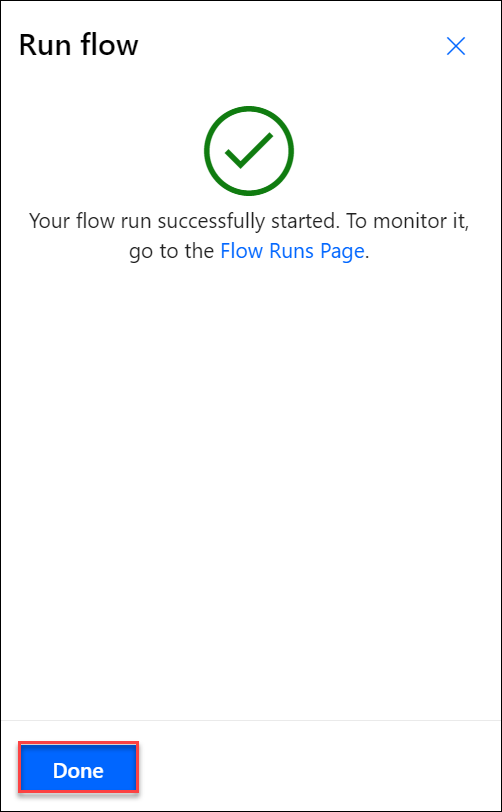 Run flow
Your flow run successfully started. To monitor it,
go to the Flow Runs Page.
Done